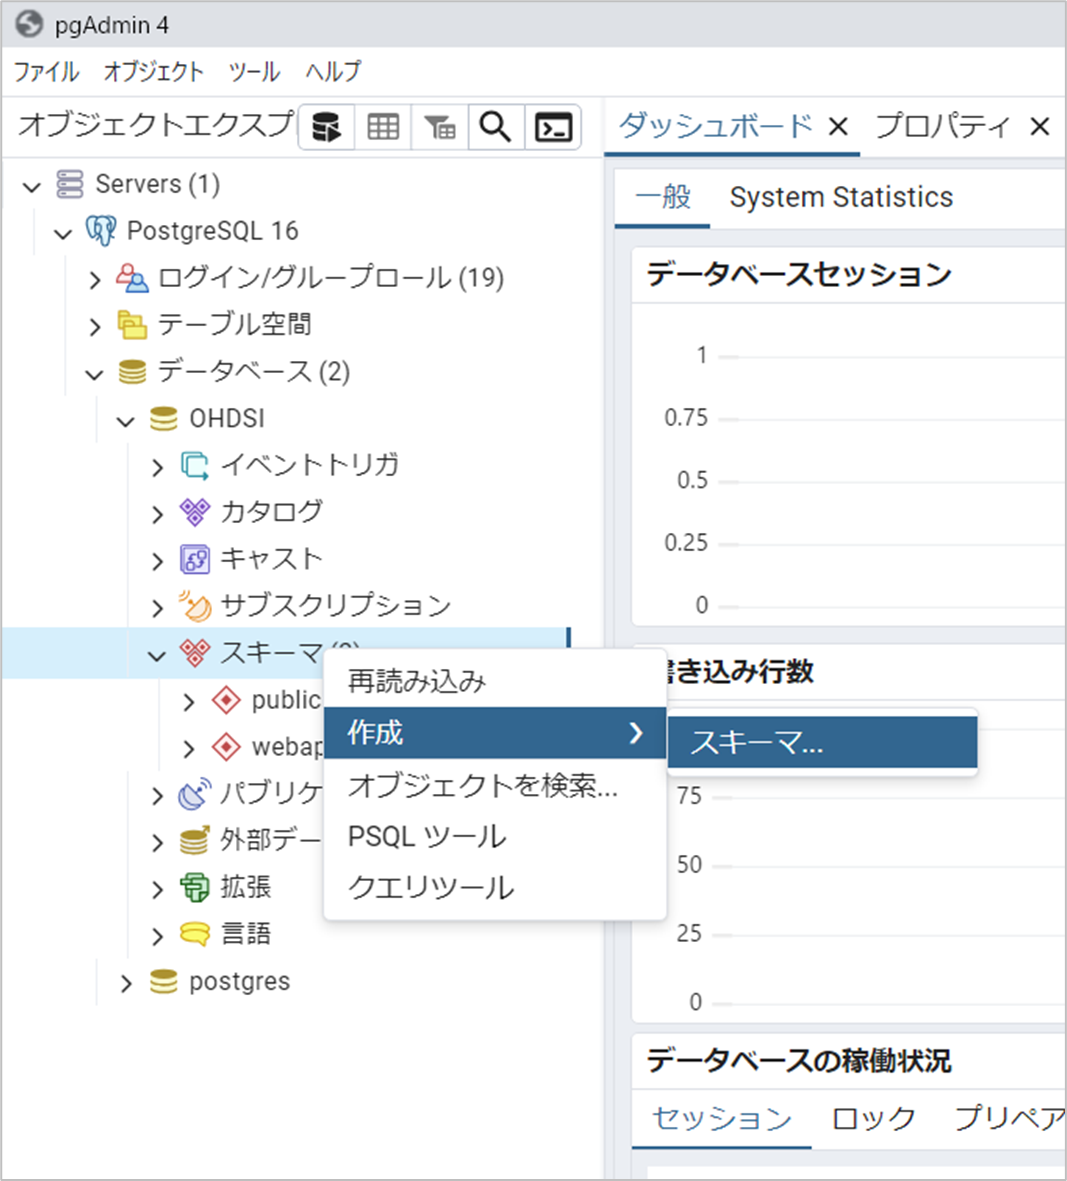 pgAdmin 4
ファイル オブジェクト ツール ヘルプ
オブジェクトエクスプ
ダッシュボード プロパティ
Servers (1)
PostgreSQL 16
ログイン/グループロール (19)
テーブル空間
データベース (2)
OHDSI
イベントトリガ
カタログ
キャスト
サブスクリプション
スキーマ
public
webap
パブリケ
外部デー
拡張
言語
postgres
再読み込み
作成
オブジェクトを検索...
PSQL ツール
クエリツール
スキーマ...
一般 System Statistics
データベースセッション
1
0.75
0.5
0.25
0
き込み行数
75
50
25
0
データベースの稼働状況
セッション ロック プリペア